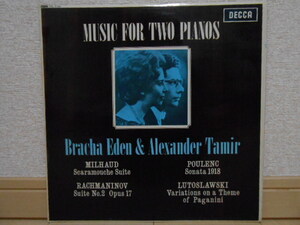 MUSIC FOR TWO PIANOS
DECCA
Bracha Eden & Alexander Tamir
MILHAUD
Scaramouche Suite
POULENC
Sonata 1918
RACHMANINOV
Suite No.2 Opus 17
LUTOSLAWSKI
Variations on a Theme
of Paganini